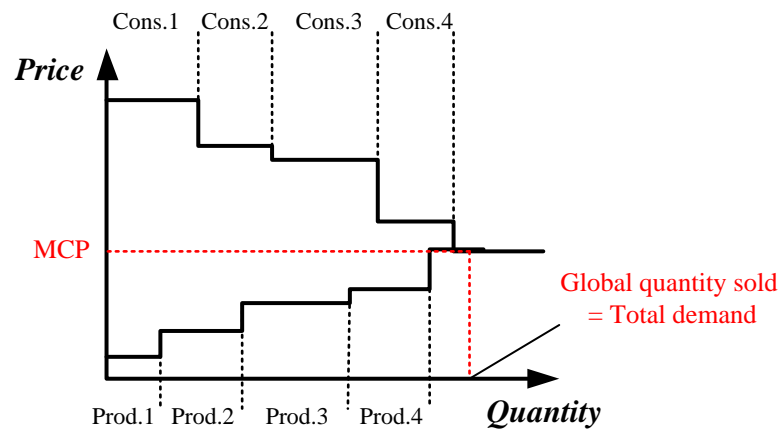 Cons.1 Cons.2 Cons.3 Cons.4
Price
MCP
Global quantity sold
= Total demand
Prod.1 Prod.2 Prod.3 Prod.4
Quantity